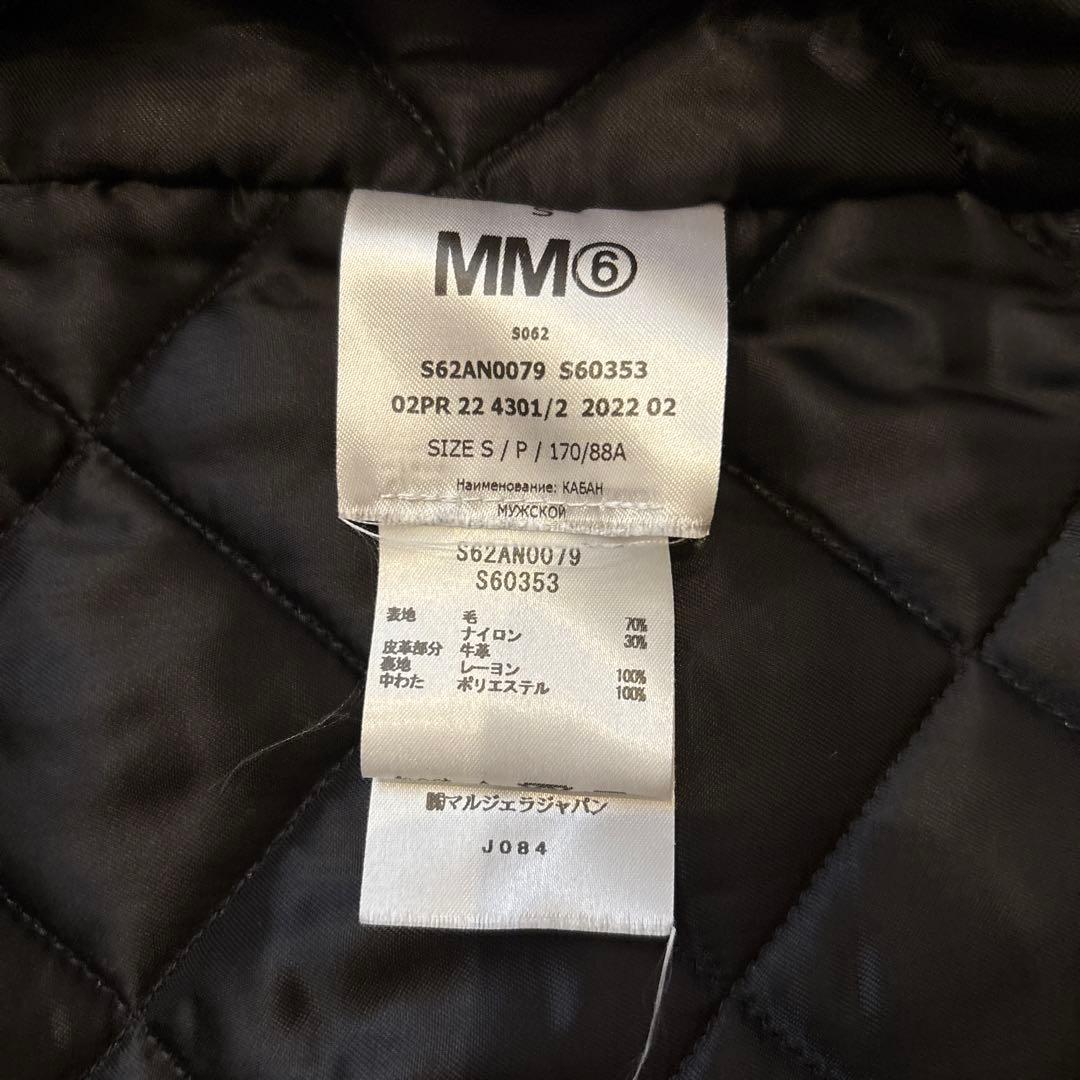 S
MM⑥
S062
S62AN0079 S60353
02PR 22 4301/2 2022 02
SIZE S / P / 170/88A
Наименование: КАБАН
МУЖСКОЙ
S62AN0079
S60353
表地 毛 70%
ナイロン 30%
皮革部分 牛革
裏地 レーヨン 100%
中わた ポリエステル 100%
㈱マルジェラジャパン
J084